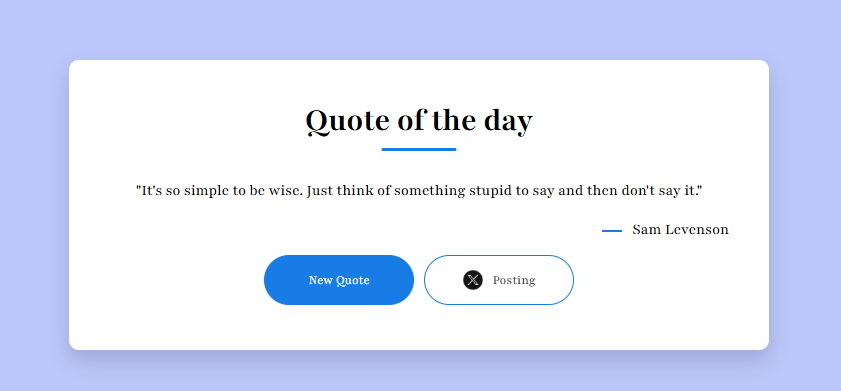 Quote of the day
"It's so simple to be wise. Just think of something stupid to say and then don't say it."
Sam Levenson
New Quote
X Posting